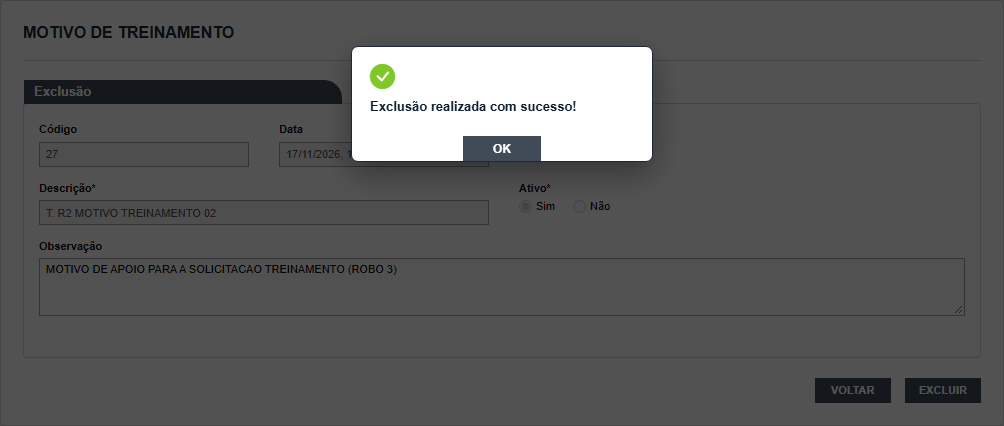 MOTIVO DE TREINAMENTO
Exclusão
Exclusão realizada com sucesso!
OK
Código
Data
27
17/11/2026, 1
Descrição*
Ativo*
T. R2 MOTIVO TREINAMENTO 02
Sim
Não
Observação
MOTIVO DE APOIO PARA A SOLICITACAO TREINAMENTO (ROBO 3)
VOLTAR
EXCLUIR